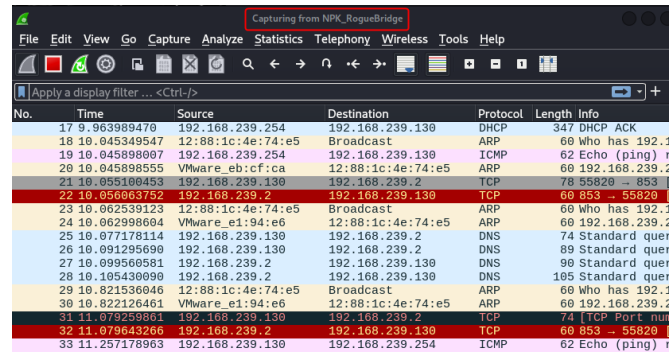 Capturing from NPK_RogueBridge
File Edit View Go Capture Analyze Statistics Telephony Wireless Tools Help
Apply a display filter ... <Ctrl-/>
No. Time Source Destination Protocol Length Info
17 9.963989470 192.168.239.254 192.168.239.130 DHCP 347 DHCP ACK
18 10.045349547 12:88:1c:4e:74:e5 Broadcast ARP 60 Who has 192.1
19 10.045898007 192.168.239.254 192.168.239.130 ICMP 62 Echo (ping) r
20 10.045898555 VMware_eb:cf:ca 12:88:1c:4e:74:e5 ARP 60 192.168.239.2
21 10.055100453 192.168.239.130 192.168.239.2 TCP 78 55820 → 853 [
22 10.056063752 192.168.239.2 192.168.239.130 TCP 60 853 → 55820 [
23 10.062539123 12:88:1c:4e:74:e5 Broadcast ARP 60 Who has 192.1
24 10.062998604 VMware_e1:94:e6 12:88:1c:4e:74:e5 ARP 60 192.168.239.2
25 10.077178114 192.168.239.130 192.168.239.2 DNS 74 Standard quer
26 10.091295690 192.168.239.130 192.168.239.2 DNS 89 Standard quer
27 10.099560581 192.168.239.2 192.168.239.130 DNS 90 Standard quer
28 10.105430090 192.168.239.2 192.168.239.130 DNS 105 Standard quer
29 10.821536046 12:88:1c:4e:74:e5 Broadcast ARP 60 Who has 192.1
30 10.822126461 VMware_e1:94:e6 12:88:1c:4e:74:e5 ARP 60 192.168.239.2
31 11.079259861 192.168.239.130 192.168.239.2 TCP 74 [TCP Port num
32 11.079643266 192.168.239.2 192.168.239.130 TCP 60 853 → 55820 [
33 11.257178963 192.168.239.130 192.168.239.254 ICMP 62 Echo (ping) r